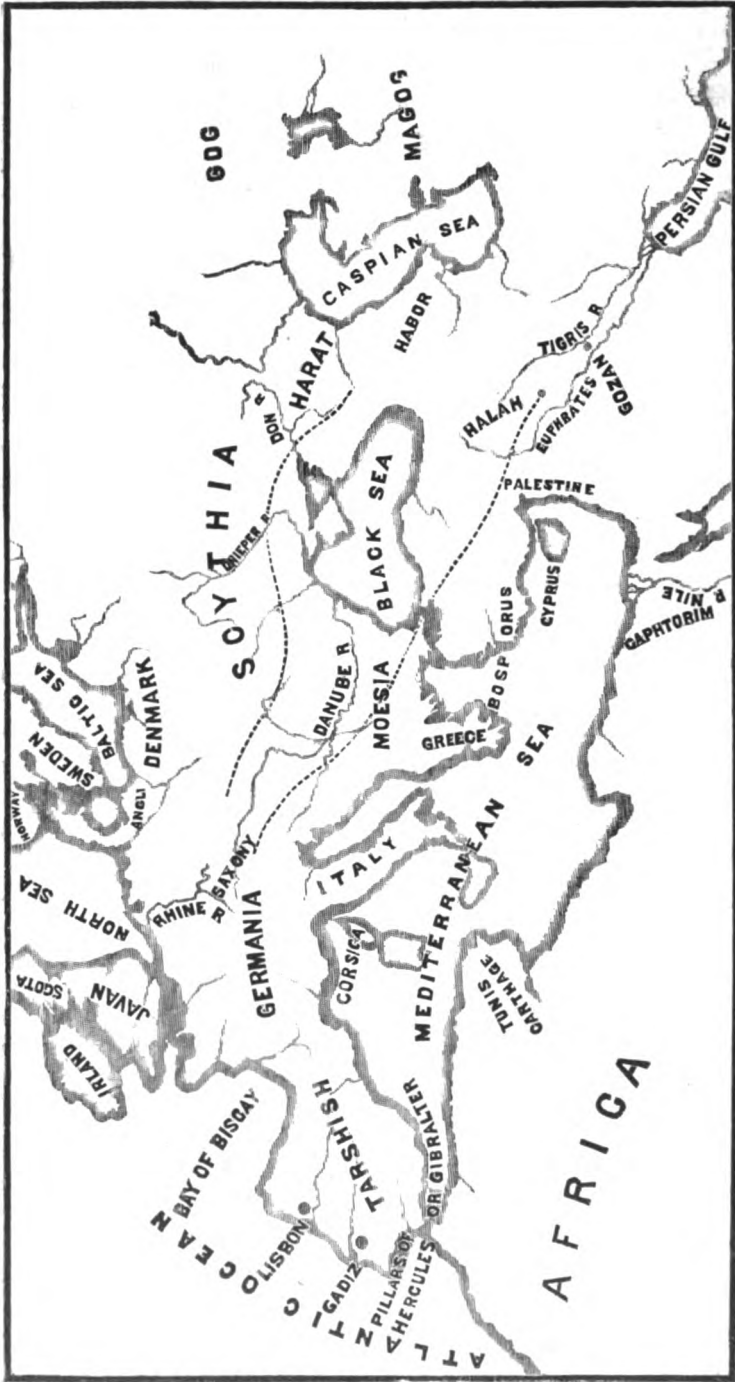 GOG
MAGOG
CASPIAN SEA
HARAT
HABOR
PERSIAN GULF
TIGRIS R
HALAH
EUPHRATES
GOZAN
DON R
SCYTHIA
DNIEPER R
BLACK SEA
PALESTINE
CYPRUS
R. NILE
CAPHTORIM
BOSPORUS
DANUBE R
MOESIA
GREECE
BALTIC SEA
SWEDEN
NORWAY
DENMARK
ANGLI
NORTH SEA
RHINE R
SAXONY
GERMANIA
ITALY
CORSICA
MEDITERRANEAN SEA
TUNIS
CARTHAGE
SCOTA
JAVAN
IRLAND
BAY OF BISCAY
TARSHISH
LISBON
GADIZ
PILLARS OF
HERCULES OR GIBRALTER
ATLANTIC OCEAN
AFRICA